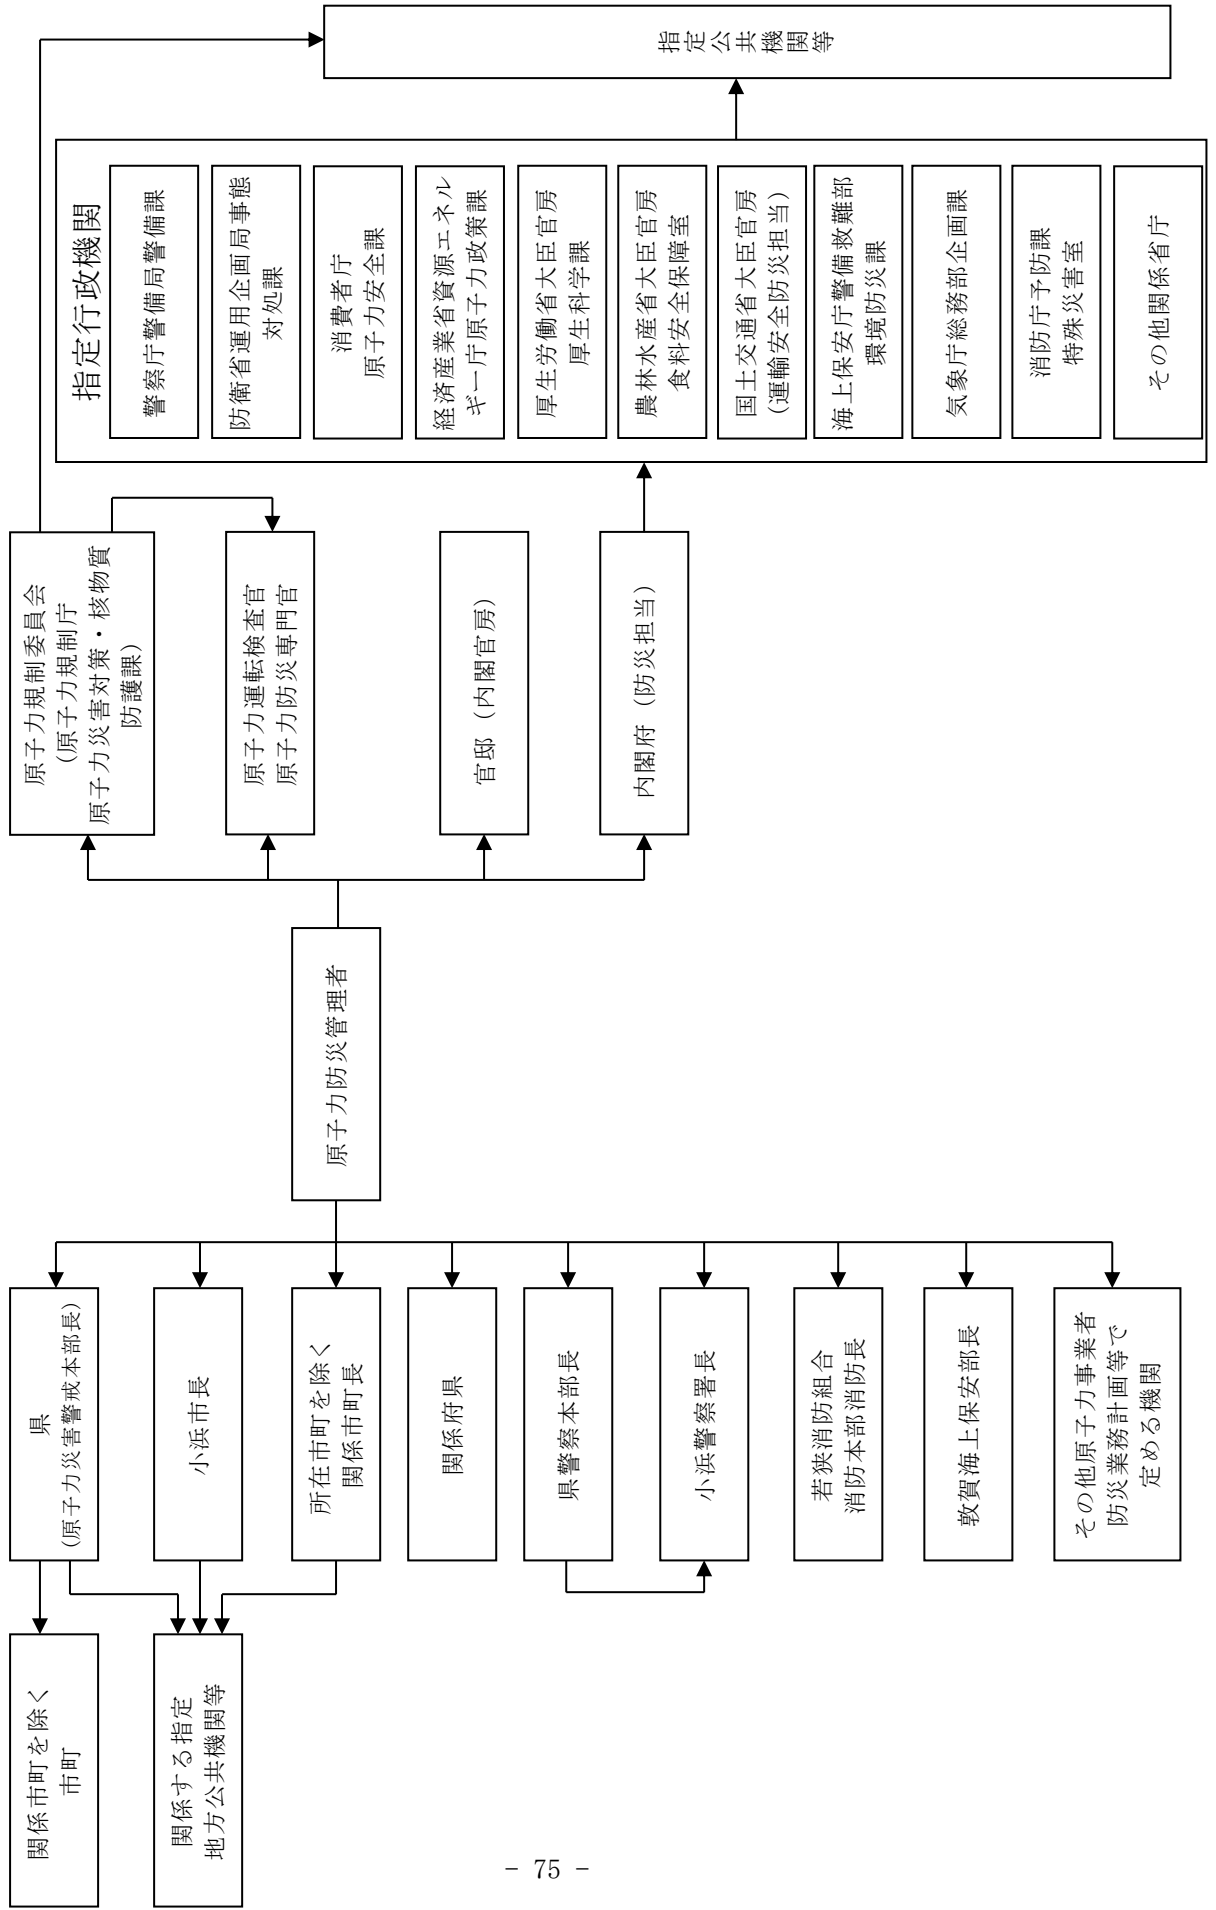 関係市町を除く
市町
関係する指定
地方公共機関等
県
(原子力災害警戒本部長)
小浜市長
所在市町を除く
関係市町長
関係府県
県警察本部長
小浜警察署長
若狭消防組合
消防本部消防長
敦賀海上保安部長
その他原子力事業者
防災業務計画等で
定める機関
原子力防災管理者
原子力規制委員会
(原子力規制庁
原子力災害対策・核物質
防護課)
原子力運転検査官
原子力防災専門官
官邸（内閣官房）
内閣府（防災担当）
指定行政機関
警察庁警備局警備課
防衛省運用企画局事態
対処課
消費者庁
原子力安全課
経済産業省資源エネル
ギー庁原子力政策課
厚生労働省大臣官房
厚生科学課
農林水産省大臣官房
食料安全保障室
国土交通省大臣官房
(運輸安全防災担当)
海上保安庁警備救難部
環境防災課
気象庁総務部企画課
消防庁予防課
特殊災害室
その他関係省庁
指定公共機関等
- 75 -